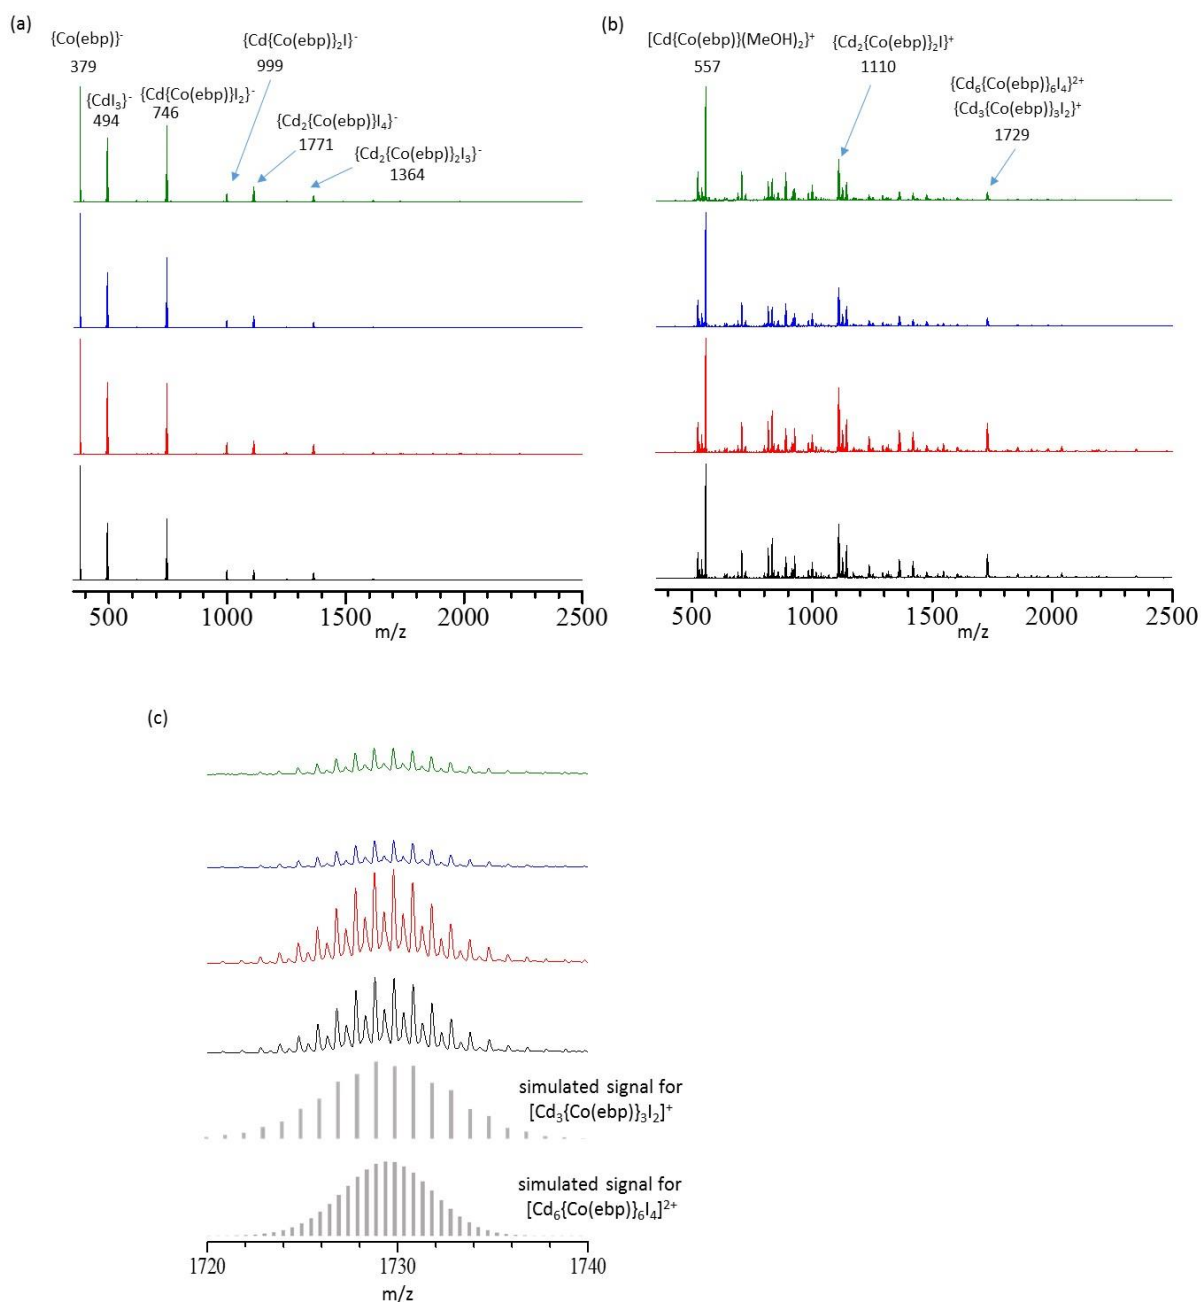 (a)
{Co(ebp)}⁻
379
{CdI₃}⁻
494
{Cd{Co(ebp)}I₂}⁻
746
{Cd{Co(ebp)}₂I}⁻
999
{Cd₂{Co(ebp)}I₄}⁻
1771
{Cd₂{Co(ebp)}₂I₃}⁻
1364
500 1000 1500 2000 2500
m/z
(b)
[Cd{Co(ebp)}(MeOH)₂}⁺
557
{Cd₂{Co(ebp)}₂I}⁺
1110
{Cd₆{Co(ebp)}₆I₄}²⁺
{Cd₃{Co(ebp)}₃I₂}⁺
1729
500 1000 1500 2000 2500
m/z
(c)
simulated signal for
[Cd₃{Co(ebp)}₃I₂]⁺
simulated signal for
[Cd₆{Co(ebp)}₆I₄]²⁺
1720 1730 1740
m/z